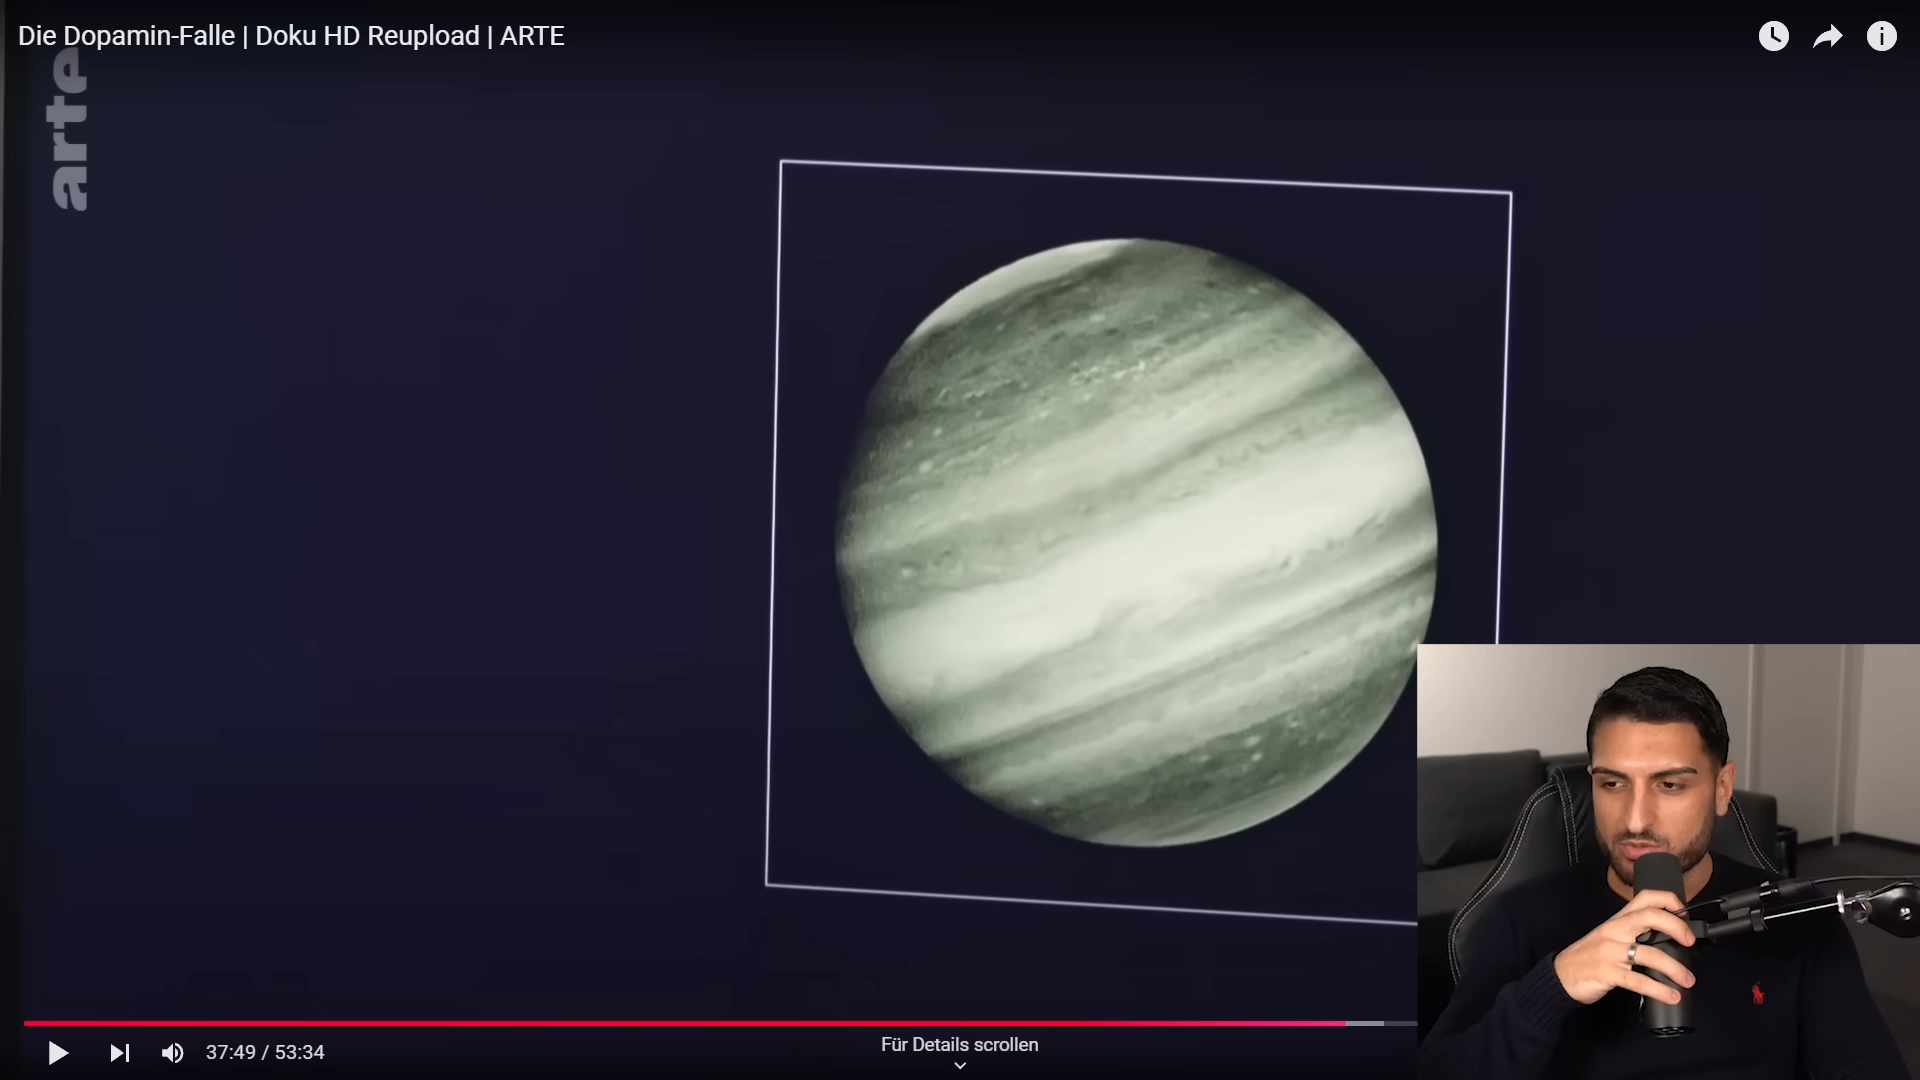 Die Dopamin-Falle | Doku HD Reupload | ARTE
arte
Für Details scrollen
37:49 / 53:34